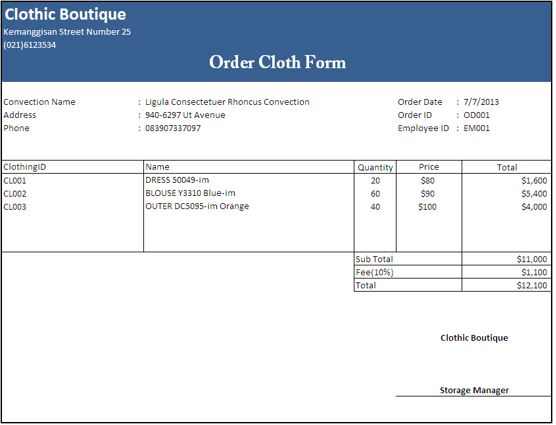 Clothic Boutique
Kemanggisan Street Number 25
(021)6123534
Order Cloth Form
Convection Name : Ligula Consectetuer Rhoncus Convection Order Date : 7/7/2013
Address : 940-6297 Ut Avenue Order ID : OD001
Phone : 083907337097 Employee ID : EM001
ClothingID Name Quantity Price Total
CL001 DRESS 50049-im 20 $80 $1,600
CL002 BLOUSE Y3310 Blue-im 60 $90 $5,400
CL003 OUTER DC5095-im Orange 40 $100 $4,000
Sub Total $11,000
Fee(10%) $1,100
Total $12,100
Clothic Boutique
Storage Manager